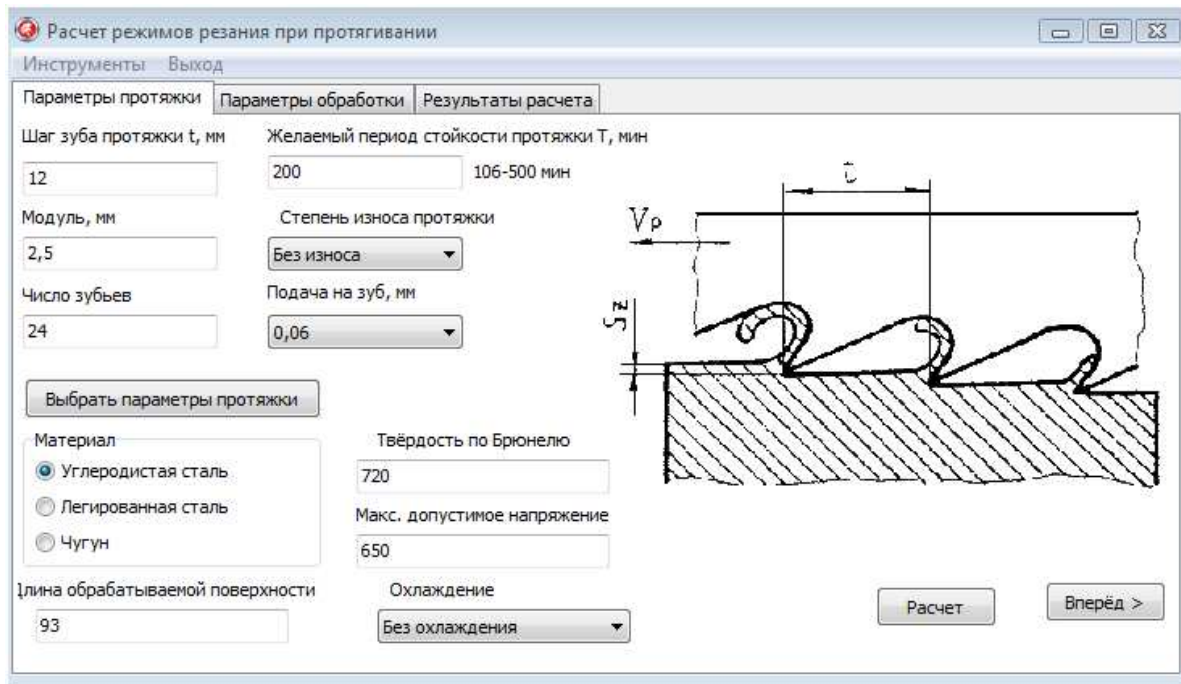 Расчет режимов резания при протягивании
Инструменты Выход
Параметры протяжки Параметры обработки Результаты расчета
Шаг зуба протяжки t, мм Желаемый период стойкости протяжки T, мин
12 200 106-500 мин
Модуль, мм Степень износа протяжки
2,5 Без износа
Число зубьев Подача на зуб, мм
24 0,06
t
Vр
Sz
Выбрать параметры протяжки
Материал Твёрдость по Брюнелю
Углеродистая сталь 720
Легированная сталь Макс. допустимое напряжение
Чугун 650
Длина обрабатываемой поверхности Охлаждение
93 Без охлаждения
Расчет Вперёд >